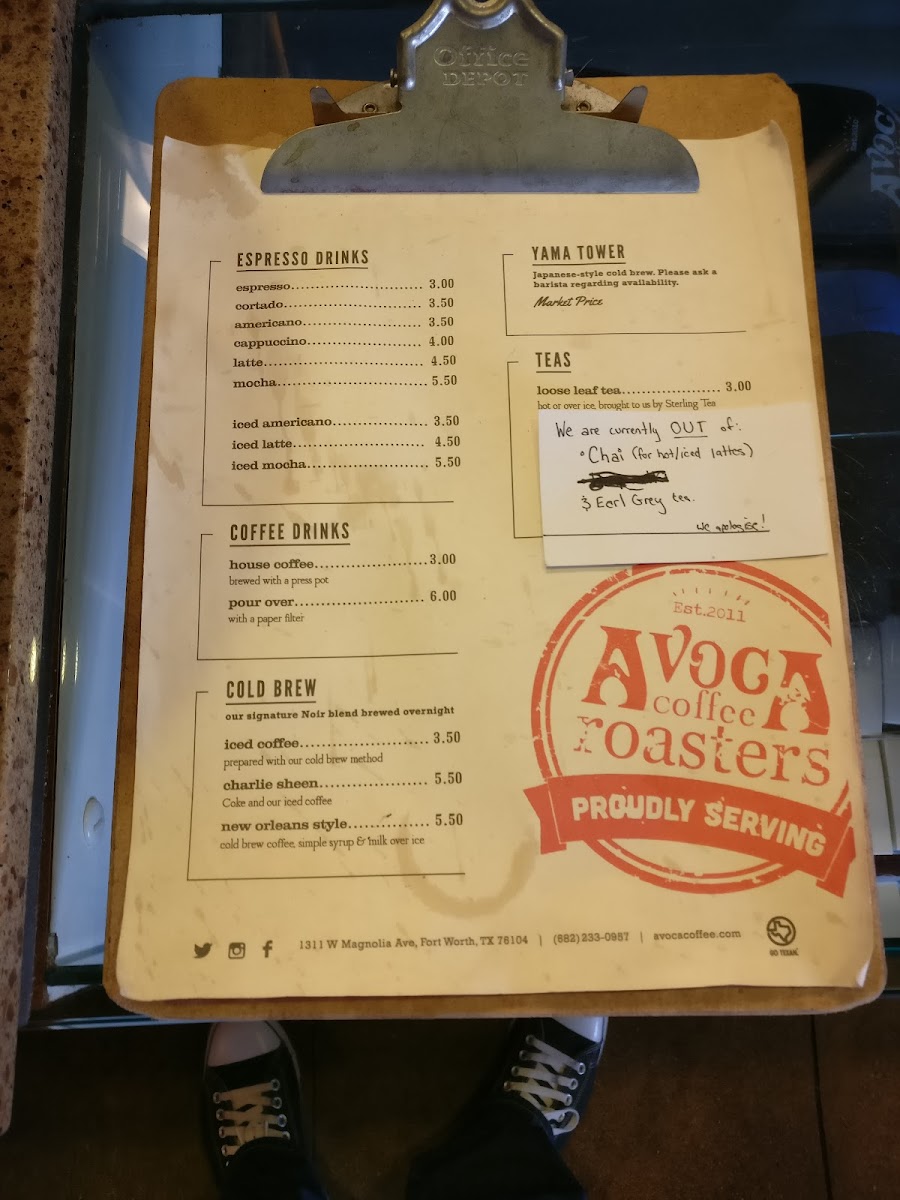 Office
DEPOT
ESPRESSO DRINKS
espresso........................... 3.00
cortado............................ 3.50
americano........................ 3.50
cappuccino...................... 4.00
latte................................. 4.50
mocha.............................. 5.50
iced americano.................... 3.50
iced latte............................ 4.50
iced mocha......................... 5.50
COFFEE DRINKS
house coffee......................3.00
brewed with a press pot
pour over.......................... 6.00
with a paper filter
COLD BREW
our signature Noir blend brewed overnight
iced coffee......................... 3.50
prepared with our cold brew method
charlie sheen..................... 5.50
Coke and our iced coffee
new orleans style............... 5.50
cold brew coffee, simple syrup & milk over ice
YAMA TOWER
Japanese-style cold brew. Please ask a
barista regarding availability.
Market Price
TEAS
loose leaf tea................... 3.00
hot or over ice, brought to us by Sterling Tea
We are currently OUT of:
• Chai (for hot/iced lattes)
& Earl Grey tea.
we apologize!
Est.2011
AVOCA
coffee
roasters
PROUDLY SERVING
1311 W Magnolia Ave, Fort Worth, TX 76104 | (682) 233-0957 | avocacoffee.com
GO TEXAN
AVOC